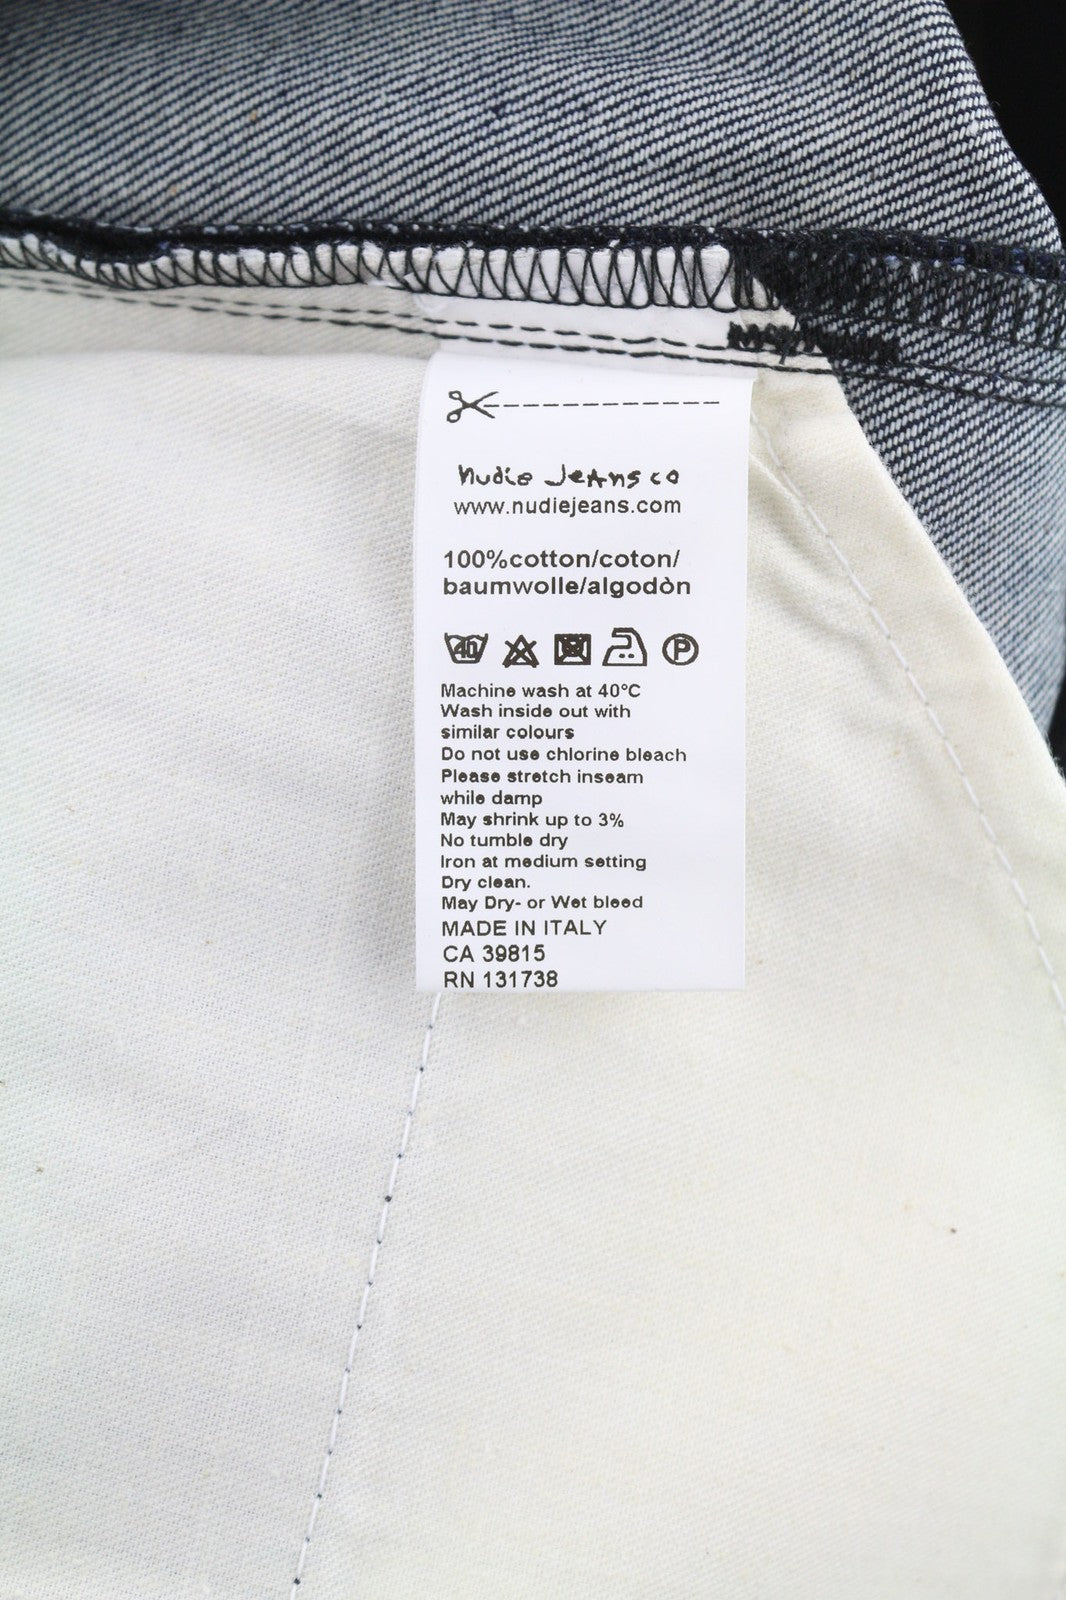 nudie Jeans co
www.nudiejeans.com
100%cotton/coton/
baumwolle/algodòn
40 P
Machine wash at 40°C
Wash inside out with
similar colours
Do not use chlorine bleach
Please stretch inseam
while damp
May shrink up to 3%
No tumble dry
Iron at medium setting
Dry clean.
May Dry- or Wet bleed
MADE IN ITALY
CA 39815
RN 131738